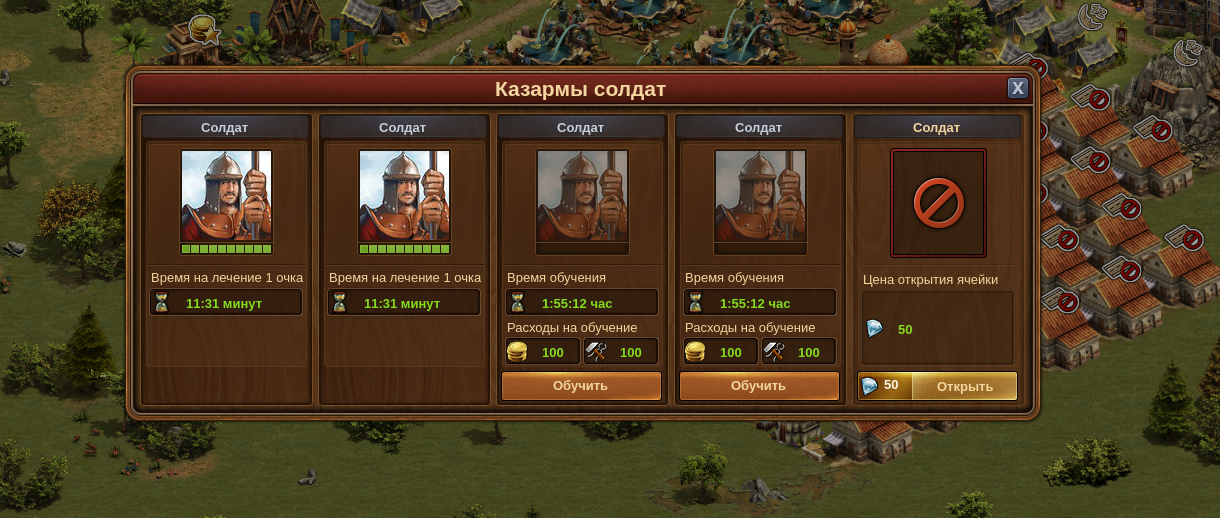 Казармы солдат
X
Солдат
Время на лечение 1 очка
11:31 минут
Солдат
Время на лечение 1 очка
11:31 минут
Солдат
Время обучения
1:55:12 час
Расходы на обучение
100 100
Обучить
Солдат
Время обучения
1:55:12 час
Расходы на обучение
100 100
Обучить
Солдат
Цена открытия ячейки
50
50 Открыть